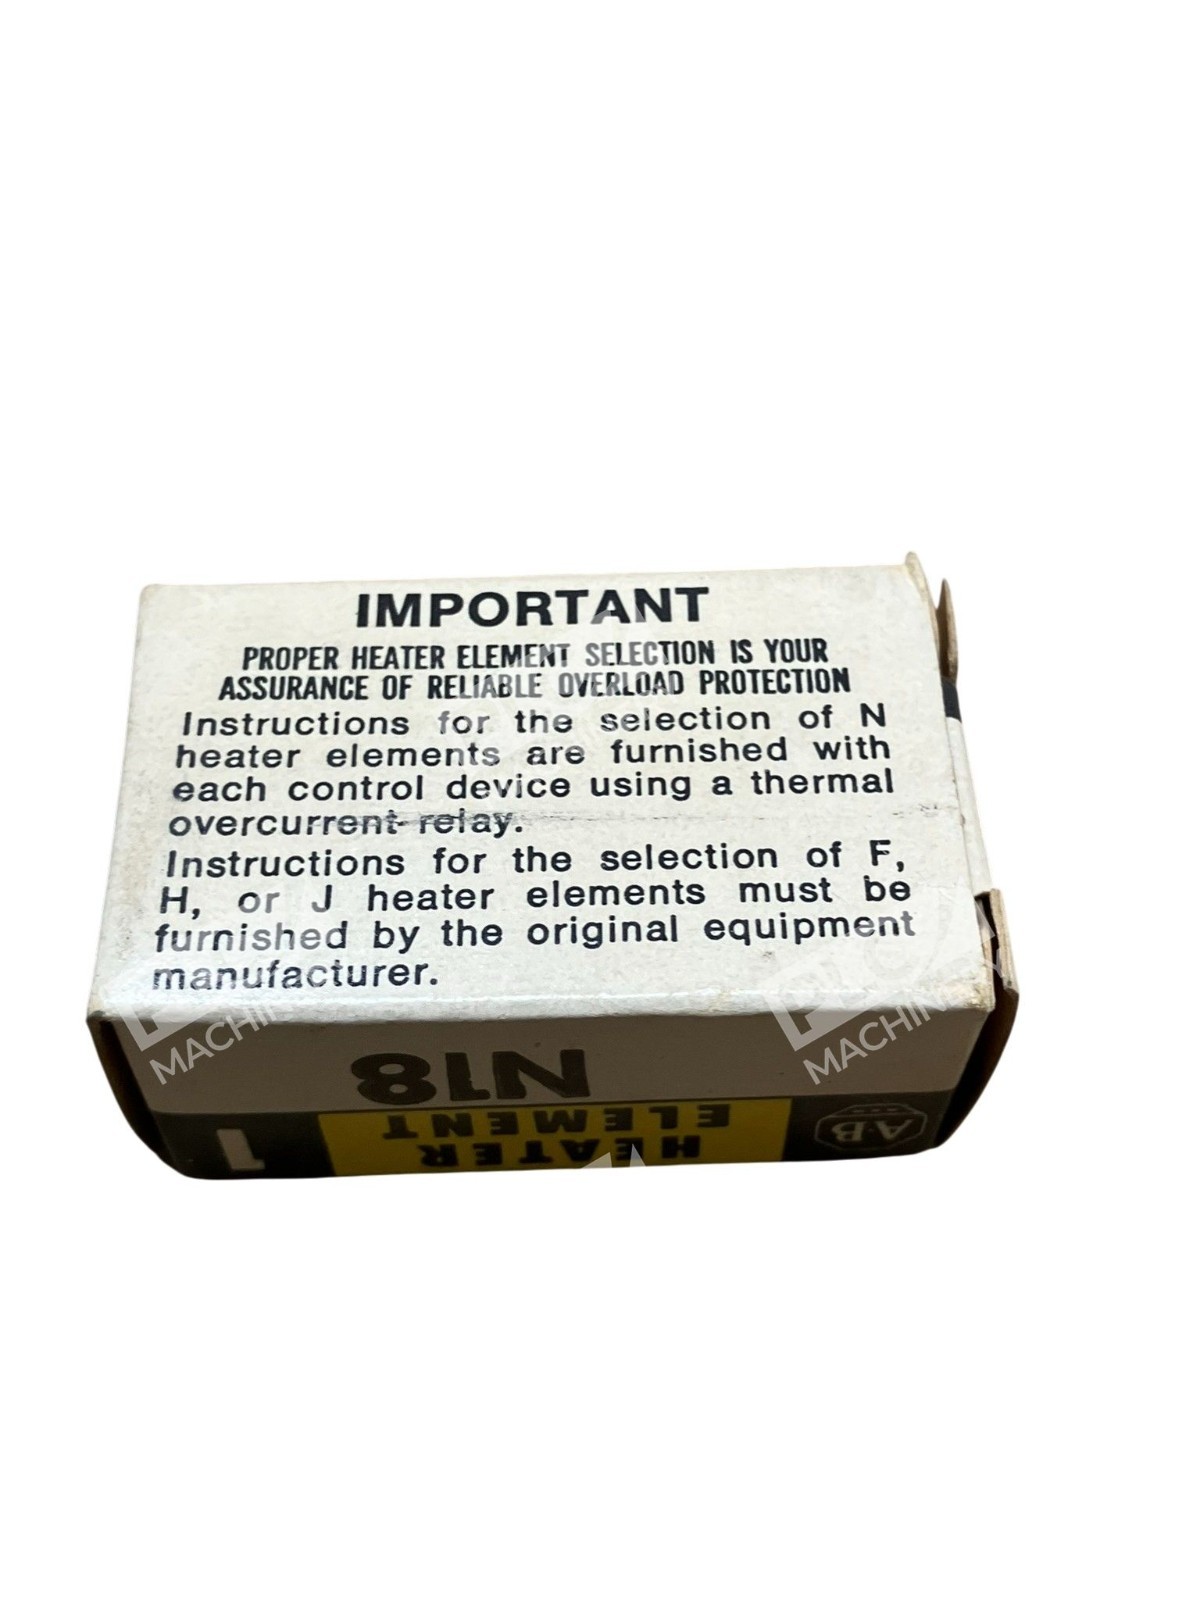 IMPORTANT
PROPER HEATER ELEMENT SELECTION IS YOUR
ASSURANCE OF RELIABLE OVERLOAD PROTECTION
Instructions for the selection of N
heater elements are furnished with
each control device using a thermal
overcurrent relay.
Instructions for the selection of F,
H, or J heater elements must be
furnished by the original equipment
manufacturer.
N18
1
HEATER
ELEMENT
A-B